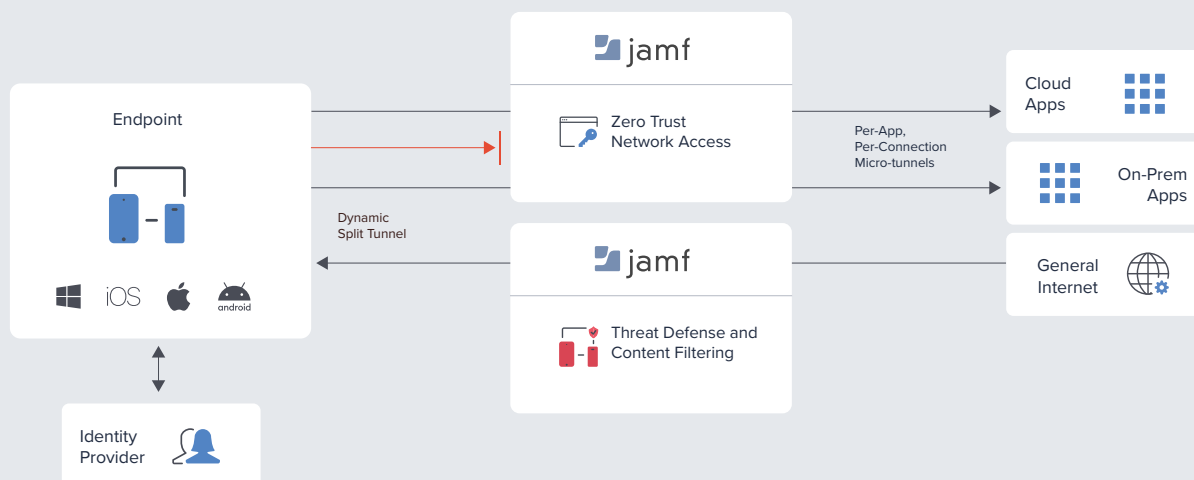 Endpoint
iOS
android
Identity
Provider
Dynamic
Split Tunnel
jamf
Zero Trust
Network Access
jamf
Threat Defense and
Content Filtering
Per-App,
Per-Connection
Micro-tunnels
Cloud
Apps
On-Prem
Apps
General
Internet